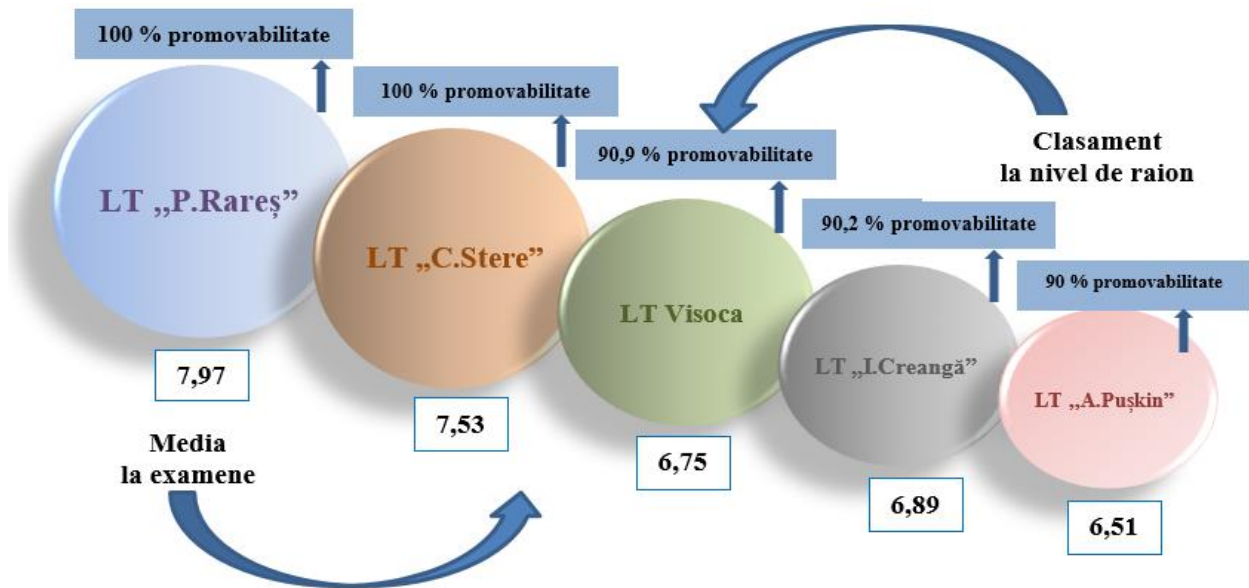 100 % promovabilitate
100 % promovabilitate
90,9 % promovabilitate
Clasament
la nivel de raion
90,2 % promovabilitate
90 % promovabilitate
LT „P.Rareș”
LT „C.Stere”
LT Visoca
LT „I.Creangă”
LT „A.Pușkin”
7,97
7,53
6,75
6,89
6,51
Media
la examene